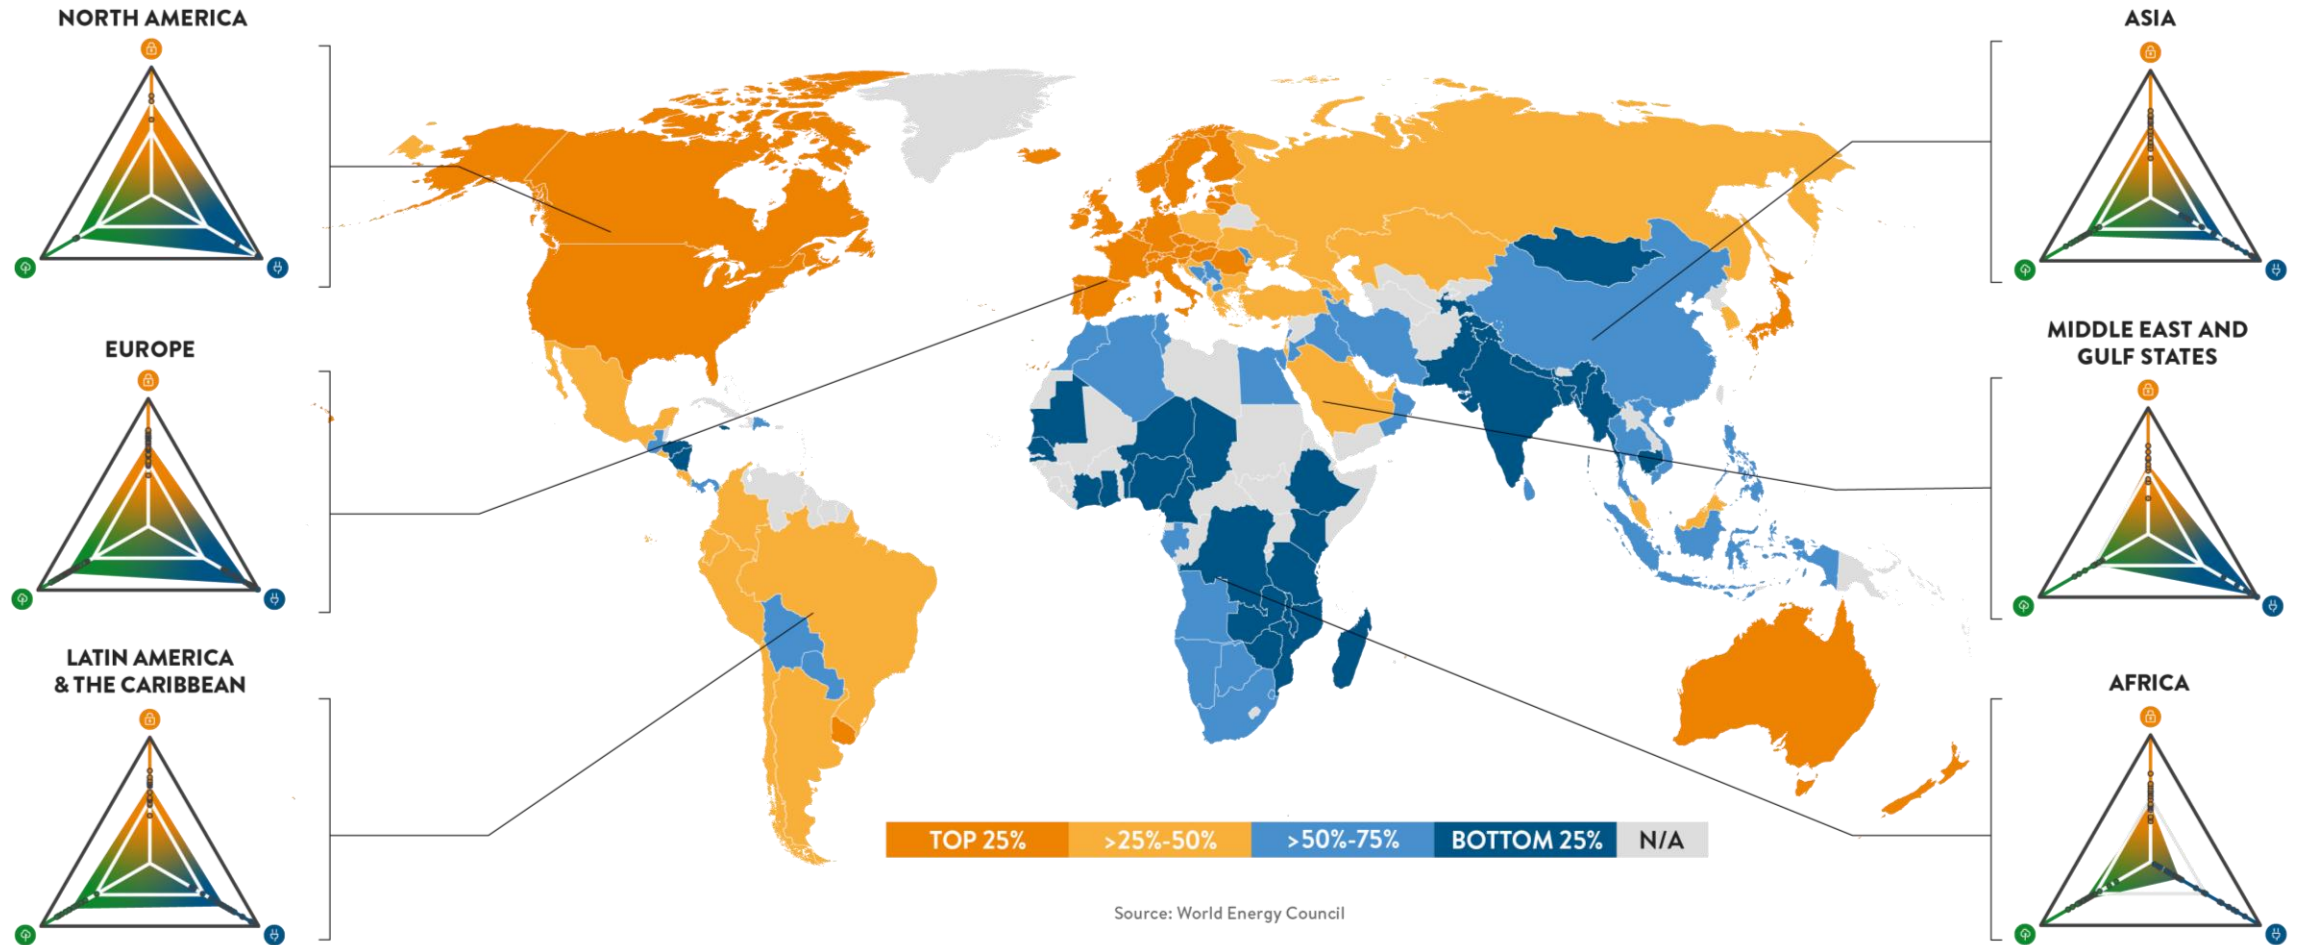 NORTH AMERICA
EUROPE
LATIN AMERICA
& THE CARIBBEAN
ASIA
MIDDLE EAST AND
GULF STATES
AFRICA
TOP 25%
>25%-50%
>50%-75%
BOTTOM 25%
N/A
Source: World Energy Council